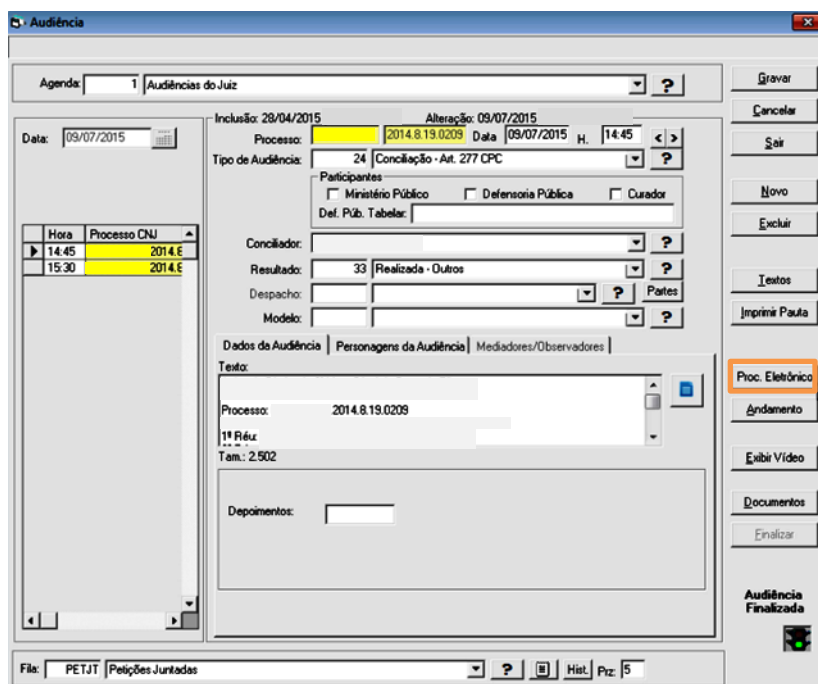 Audiência
Agenda: 1 Audiências do Juiz ?
Gravar
Cancelar
Sair
Novo
Excluir
Textos
Imprimir Pauta
Proc. Eletrônico
Andamento
Exibir Vídeo
Documentos
Finalizar
Audiência
Finalizada
Data: 09/07/2015
Hora Processo CNJ
14:45 2014.8
15:30 2014.8
Inclusão: 28/04/2015 Alteração: 09/07/2015
Processo: 2014.8.19.0209 Data 09/07/2015 H. 14:45 < >
Tipo de Audiência: 24 Conciliação - Art. 277 CPC ?
Participantes
Ministério Público Defensoria Pública Curador
Def. Púb. Tabelar:
Conciliador: ?
Resultado: 33 Realizada - Outros ?
Despacho: ? Partes
Modelo: ?
Dados da Audiência Personagens da Audiência Mediadores/Observadores
Texto:
Processo: 2014.8.19.0209
1º Réu:
Tam.: 2.502
Depoimentos:
Fila: PETJT Petições Juntadas ? Hist. Prz: 5